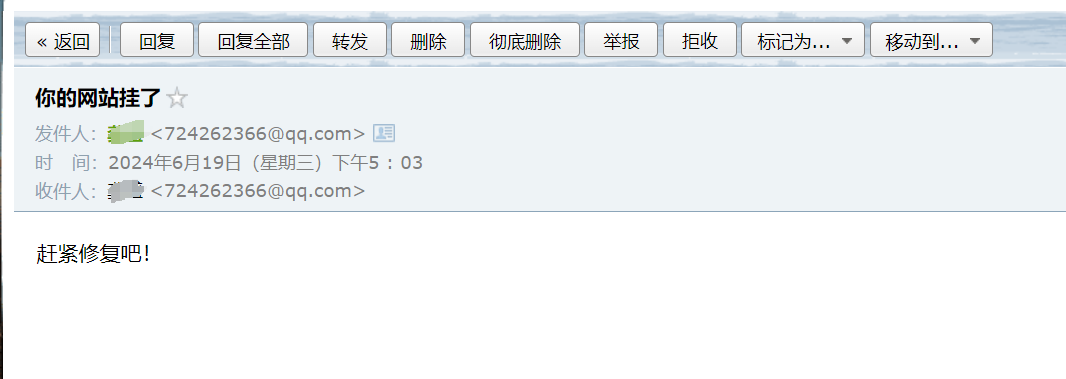 « 返回 回复 回复全部 转发 删除 彻底删除 举报 拒收 标记为... 移动到...
你的网站挂了
发件人： <724262366@qq.com>
时 间：2024年6月19日（星期三）下午5：03
收件人： <724262366@qq.com>
赶紧修复吧！